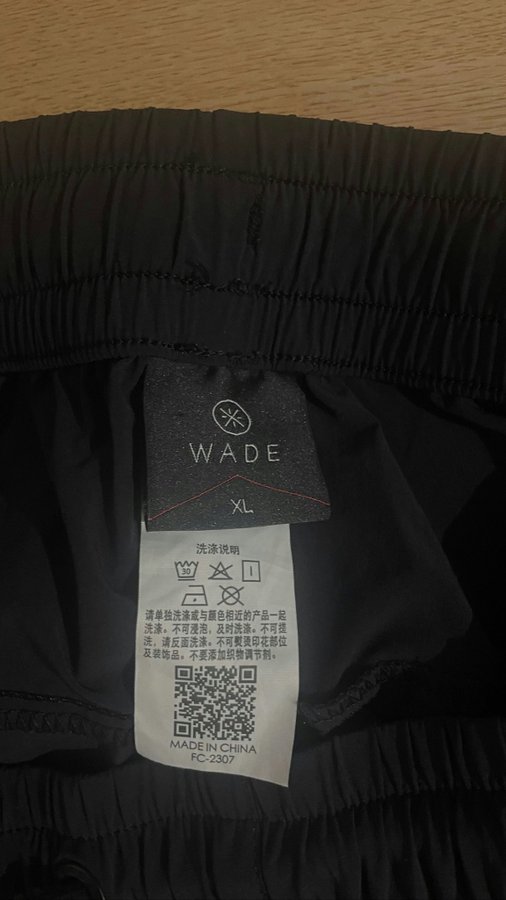 WADE
XL
洗涤说明
30
请单独洗涤或与颜色相近的产品一起
洗涤。不可浸泡，及时洗涤。不可搓
洗，请反面洗涤。不可熨烫印花部位
及装饰品。不要添加织物调节剂。
MADE IN CHINA
FC-2307